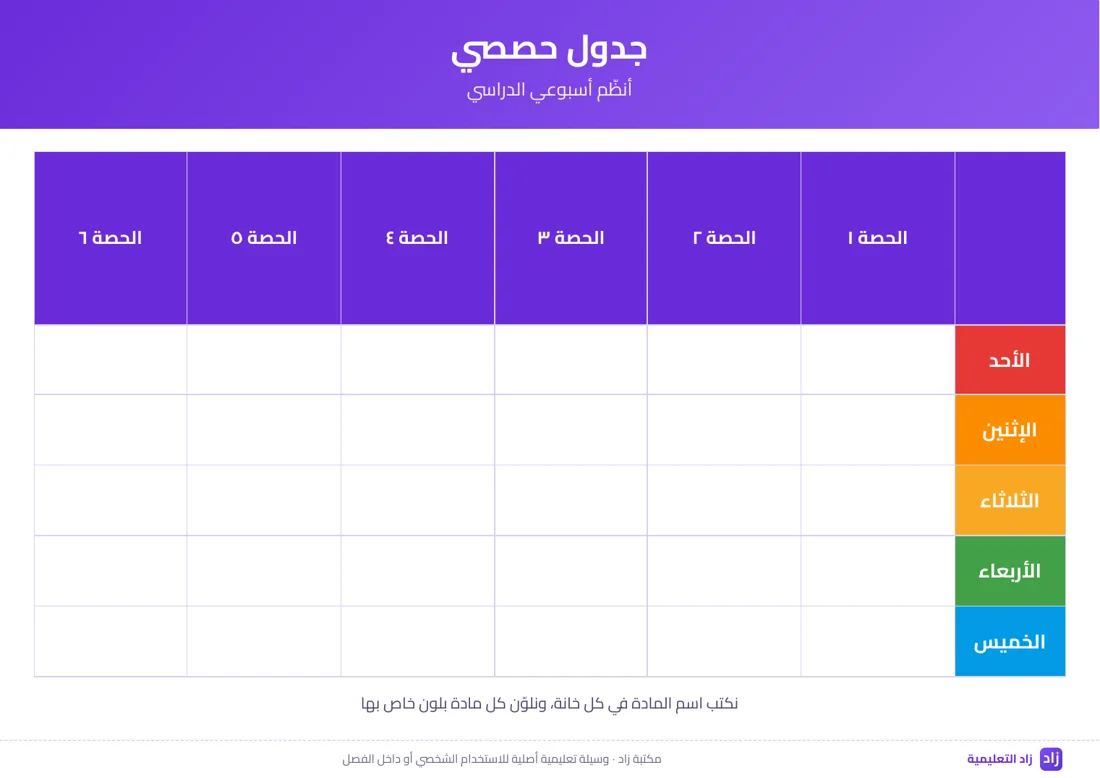 جدول حصصي
أنظّم أسبوعي الدراسي
الحصة ١
الحصة ٢
الحصة ٣
الحصة ٤
الحصة ٥
الحصة ٦
الأحد
الإثنين
الثلاثاء
الأربعاء
الخميس
نكتب اسم المادة في كل خانة، ونلوّن كل مادة بلون خاص بها
زاد
زاد التعليمية
مكتبة زاد · وسيلة تعليمية أصلية للاستخدام الشخصي أو داخل الفصل